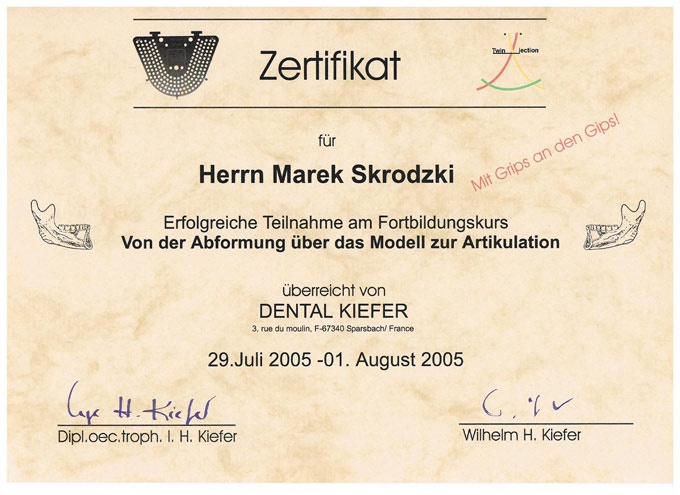 Zertifikat
Twin jection
für
Herrn Marek Skrodzki
Mit Grips an den Gips!
Erfolgreiche Teilnahme am Fortbildungskurs
Von der Abformung über das Modell zur Artikulation
überreicht von
DENTAL KIEFER
3, rue du moulin, F-67340 Sparsbach/ France
29.Juli 2005 -01. August 2005
H. Kiefer
Dipl.oec.troph. I. H. Kiefer
Wilhelm H. Kiefer